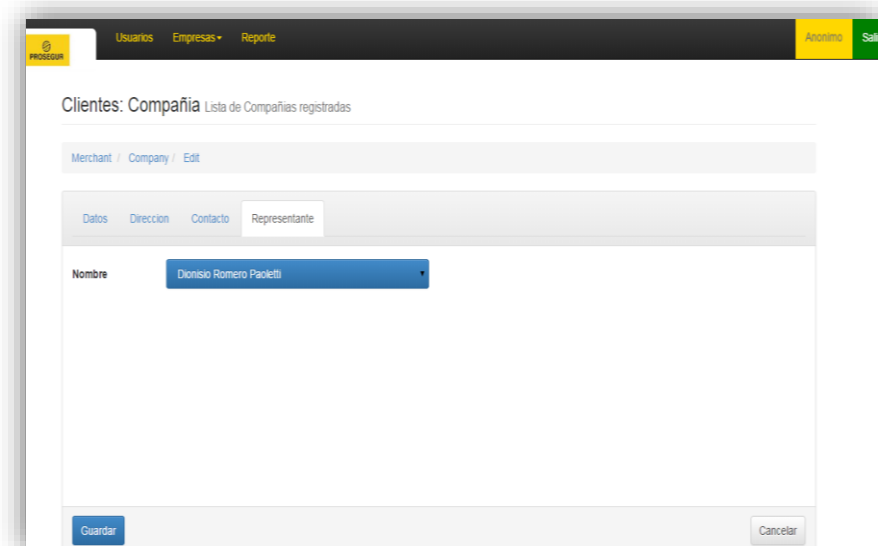 PROSEGUR
Usuarios Empresas Reporte Anonimo Sali
Clientes: Compañia Lista de Compañias registradas
Merchant / Company / Edit
Datos Direccion Contacto Representante
Nombre Dionisio Romero Paoletti
Guardar Cancelar